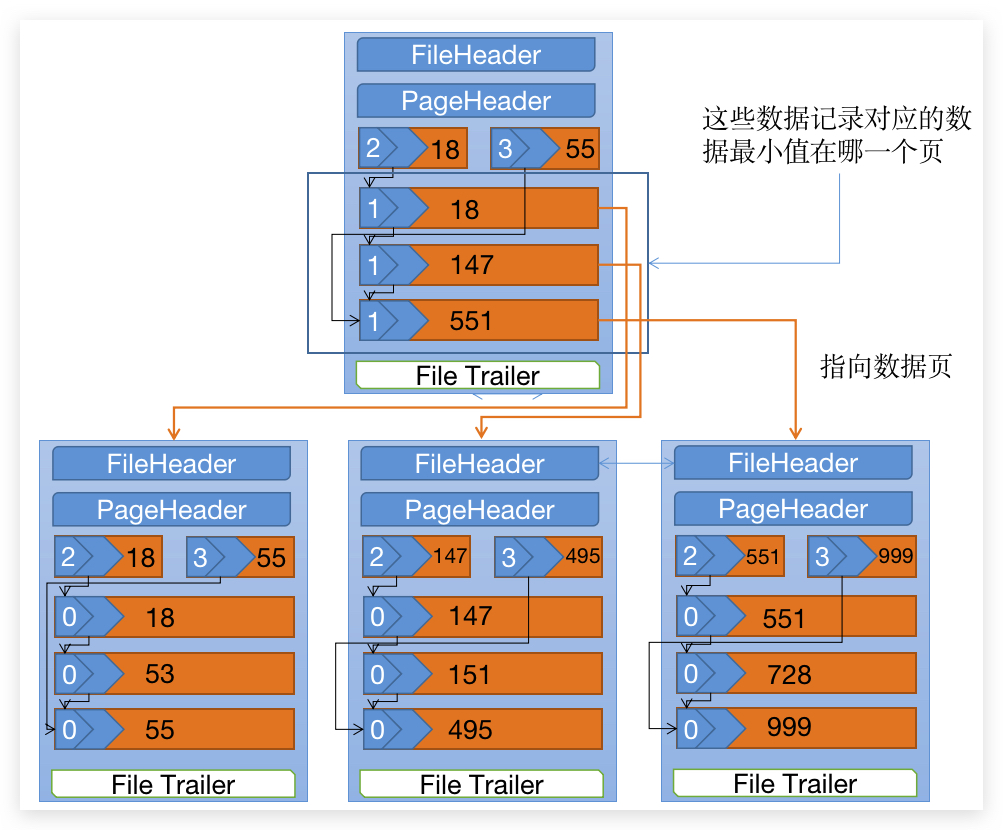 FileHeader
PageHeader
2 18 3 55
这些数据记录对应的数
据最小值在哪一个页
1 18
1 147
1 551
File Trailer
指向数据页
FileHeader
PageHeader
2 18 3 55
0 18
0 53
0 55
File Trailer
FileHeader
PageHeader
2 147 3 495
0 147
0 151
0 495
File Trailer
FileHeader
PageHeader
2 551 3 999
0 551
0 728
0 999
File Trailer